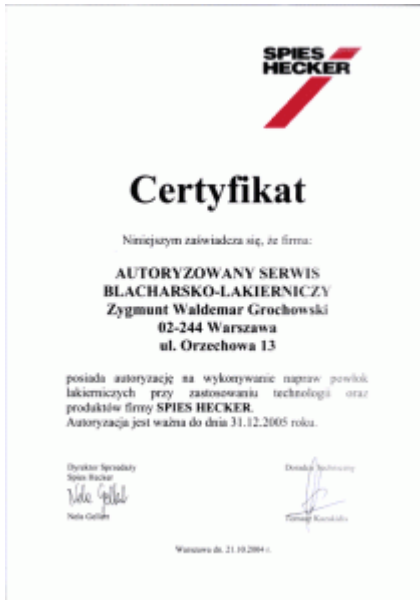 SPIES
HECKER
Certyfikat
Niniejszym zaświadcza się, że firma:
AUTORYZOWANY SERWIS
BLACHARSKO-LAKIERNICZY
Zygmunt Waldemar Grochowski
02-244 Warszawa
ul. Orzechowa 13
posiada autoryzację na wykonywanie napraw powłok
lakierniczych przy zastosowaniu technologii oraz
produktów firmy SPIES HECKER.
Autoryzacja jest ważna do dnia 31.12.2005 roku.
Dyrektor Sprzedaży
Spies Hecker
Doradca Techniczny
Nela
Tomasz
Warszawa dn. 21.10.2004 r.